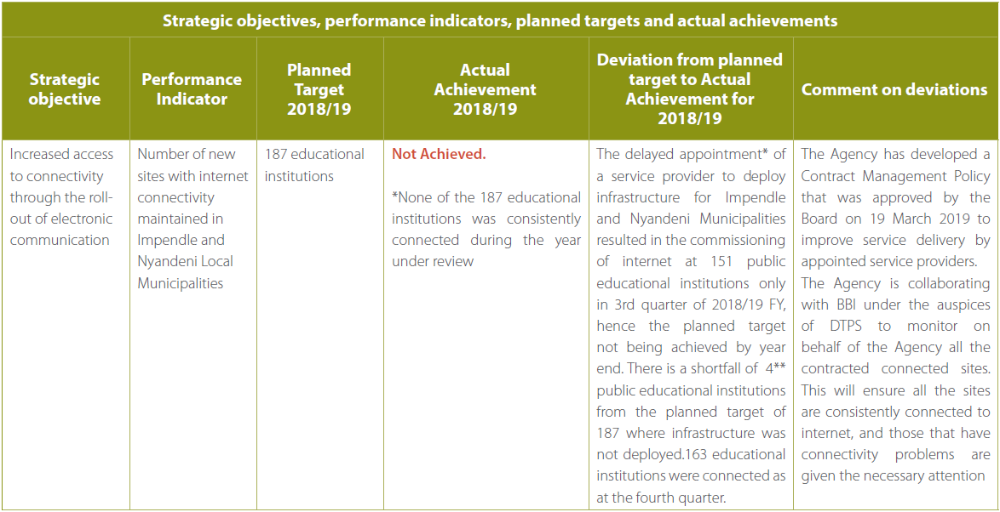 Strategic objectives, performance indicators, planned targets and actual achievements
Strategic
objective
Performance
Indicator
Planned
Target
2018/19
Actual
Achievement
2018/19
Deviation from planned
target to Actual
Achievement for
2018/19
Comment on deviations
Increased access
to connectivity
through the roll-
out of electronic
communication
Number of new
sites with internet
connectivity
maintained in
Impendle and
Nyandeni Local
Municipalities
187 educational
institutions
Not Achieved.
*None of the 187 educational
institutions was consistently
connected during the year
under review
The delayed appointment* of
a service provider to deploy
infrastructure for Impendle
and Nyandeni Municipalities
resulted in the commissioning
of internet at 151 public
educational institutions only
in 3rd quarter of 2018/19 FY,
hence the planned target
not being achieved by year
end. There is a shortfall of 4**
public educational institutions
from the planned target of
187 where infrastructure was
not deployed.163 educational
institutions were connected as
at the fourth quarter.
The Agency has developed a
Contract Management Policy
that was approved by the
Board on 19 March 2019 to
improve service delivery by
appointed service providers.
The Agency is collaborating
with BBI under the auspices
of DTPS to monitor on
behalf of the Agency all the
contracted connected sites.
This will ensure all the sites
are consistently connected to
internet, and those that have
connectivity problems are
given the necessary attention